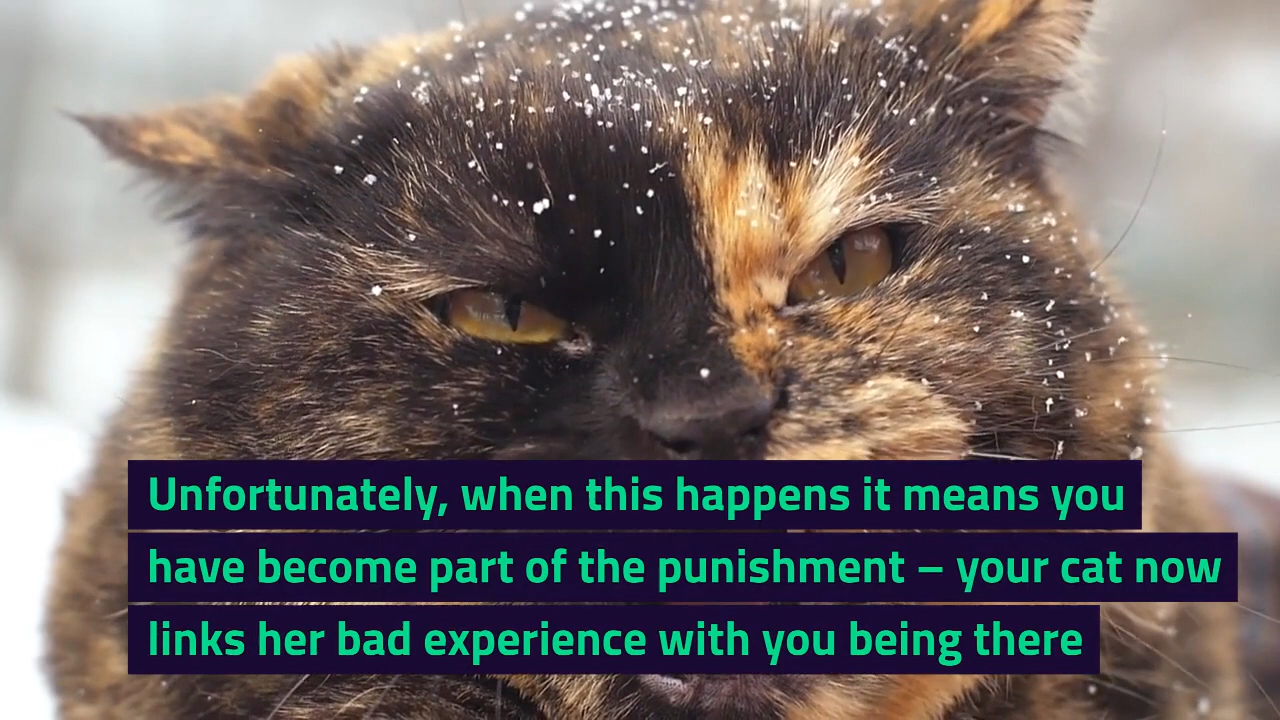 Unfortunately, when this happens it means you
have become part of the punishment – your cat now
links her bad experience with you being there